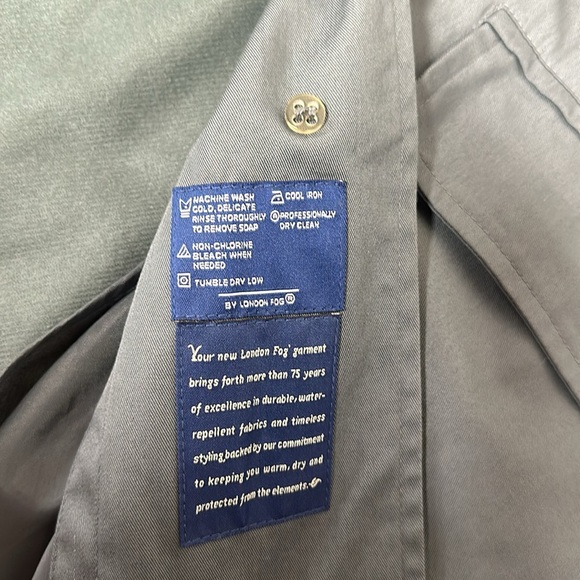 MACHINE WASH
COLD, DELICATE
RINSE THOROUGHLY
TO REMOVE SOAP
NON-CHLORINE
BLEACH WHEN
NEEDED
TUMBLE DRY LOW
COOL IRON
PROFESSIONALLY
DRY CLEAN
BY LONDON FOG®
Your new London Fog® garment
brings forth more than 75 years
of excellence in durable, water-
repellent fabrics and timeless
styling, backed by our commitment
to keeping you warm, dry and
protected from the elements.